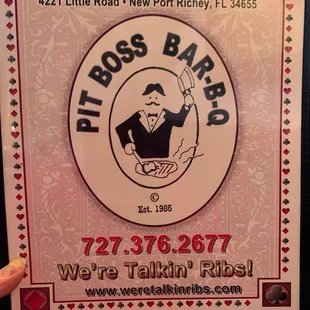 4221 Little Road • New Port Richey, FL 34655
PIT BOSS BAR-B-Q
©
Est. 1985
727.376.2677
We're Talkin' Ribs!
www.weretalkinribs.com